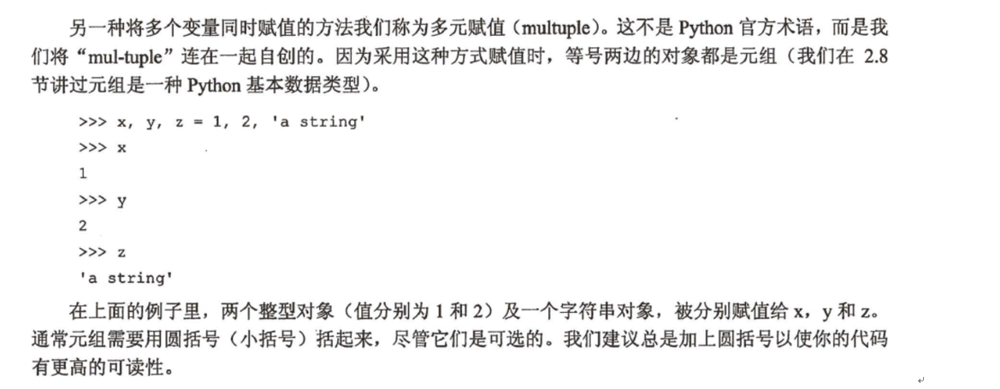 另一种将多个变量同时赋值的方法我们称为多元赋值（multuple）。这不是 Python 官方术语，而是我
们将“mul-tuple”连在一起自创的。因为采用这种方式赋值时，等号两边的对象都是元组（我们在 2.8
节讲过元组是一种 Python 基本数据类型）。
>>> x, y, z = 1, 2, 'a string'
>>> x
1
>>> y
2
>>> z
'a string'
在上面的例子里，两个整型对象（值分别为 1 和 2）及一个字符串对象，被分别赋值给 x，y 和 z。
通常元组需要用圆括号（小括号）括起来，尽管它们是可选的。我们建议总是加上圆括号以使你的代码
有更高的可读性。